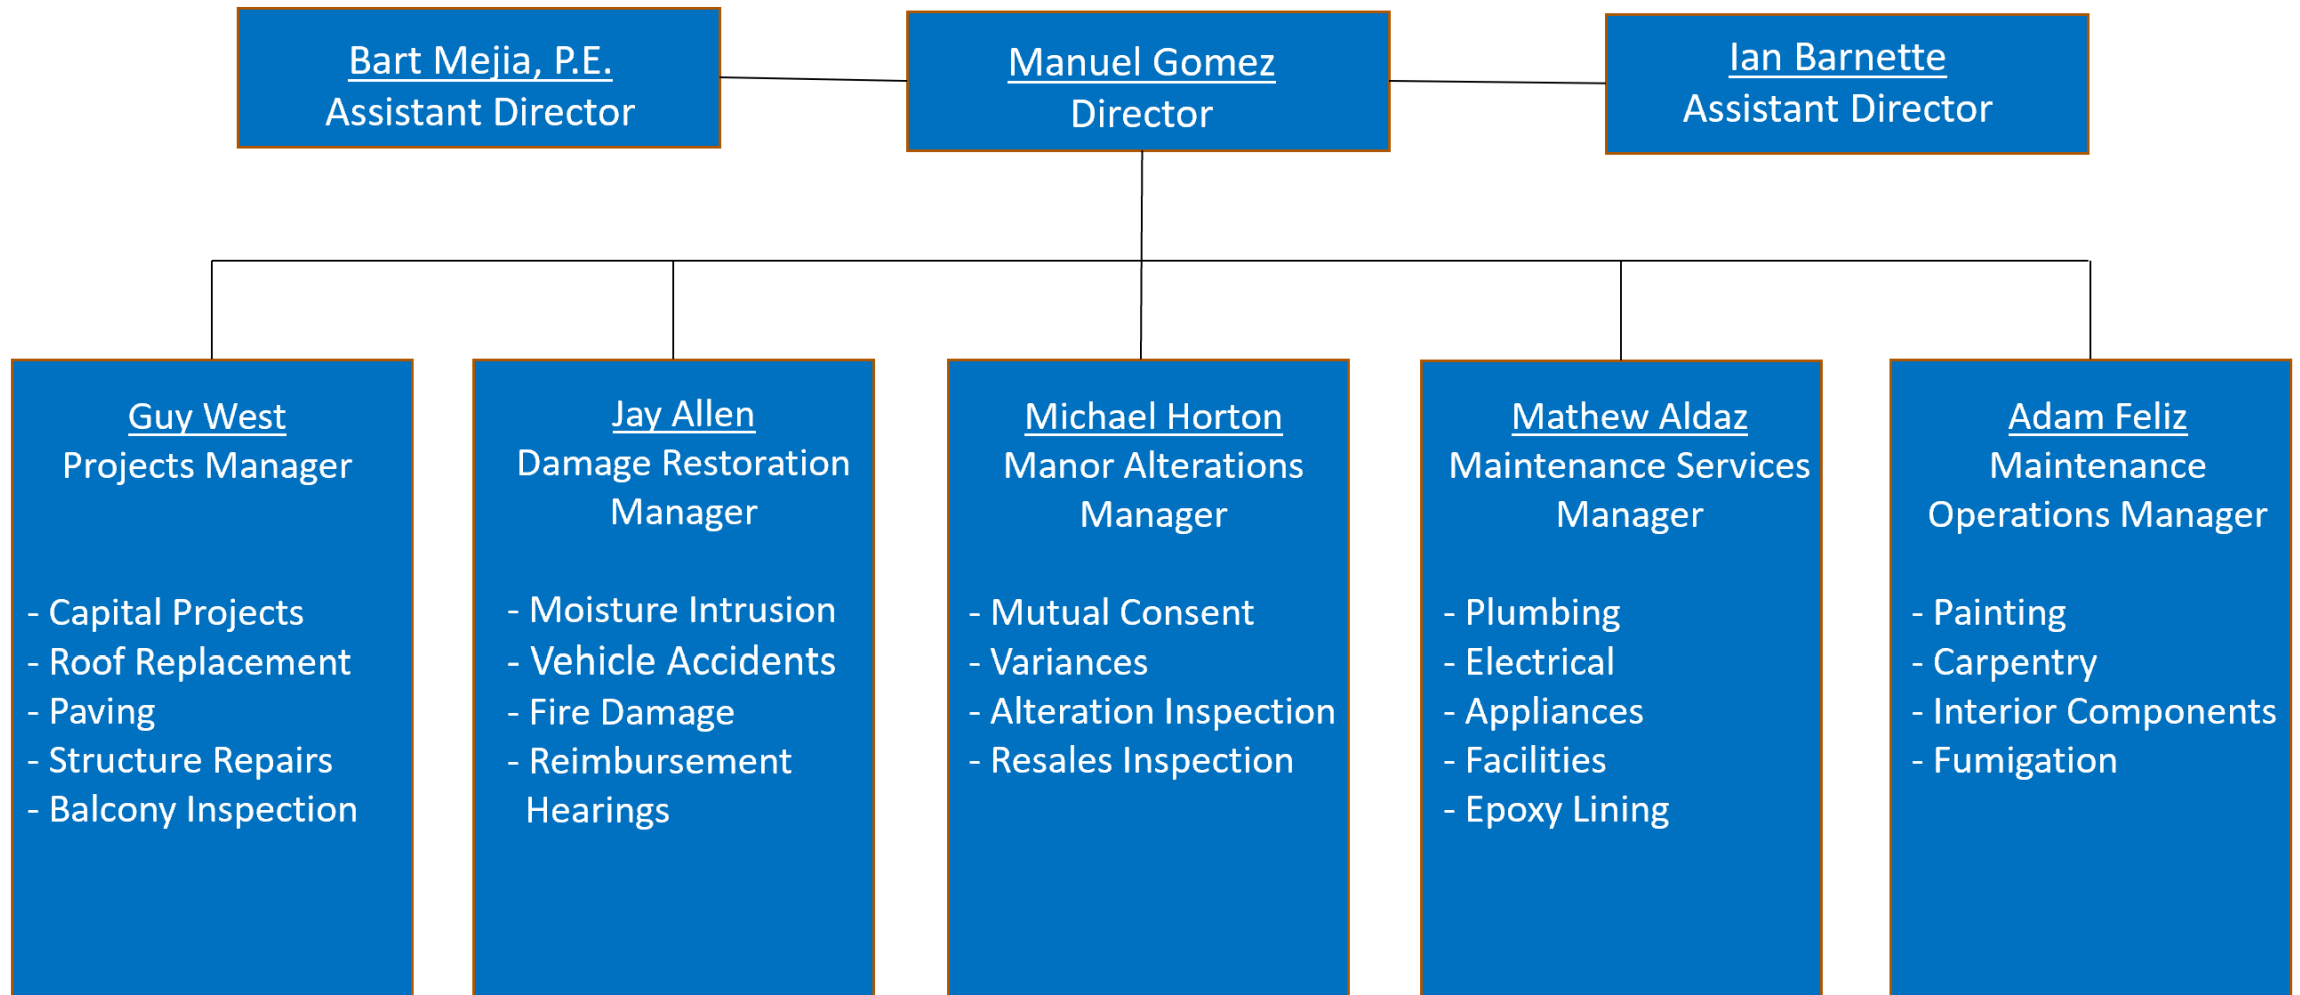 Bart Mejia, P.E.
Assistant Director
Manuel Gomez
Director
Ian Barnette
Assistant Director
Guy West
Projects Manager
- Capital Projects
- Roof Replacement
- Paving
- Structure Repairs
- Balcony Inspection
Jay Allen
Damage Restoration
Manager
- Moisture Intrusion
- Vehicle Accidents
- Fire Damage
- Reimbursement
Hearings
Michael Horton
Manor Alterations
Manager
- Mutual Consent
- Variances
- Alteration Inspection
- Resales Inspection
Mathew Aldaz
Maintenance Services
Manager
- Plumbing
- Electrical
- Appliances
- Facilities
- Epoxy Lining
Adam Feliz
Maintenance
Operations Manager
- Painting
- Carpentry
- Interior Components
- Fumigation